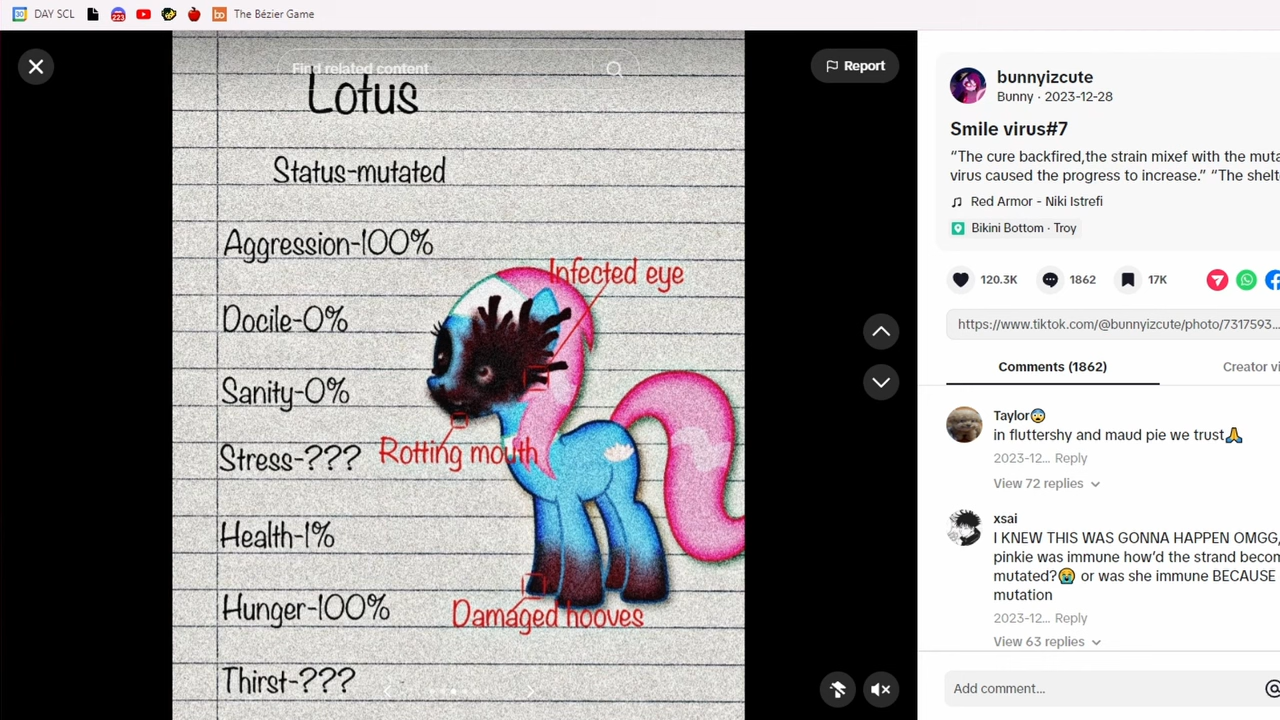 DAY SCL
The Bézier Game
Find related content
Report
Lotus
Status-mutated
Aggression-100%
Infected eye
Docile-0%
Sanity-0%
Stress-???
Rotting mouth
Health-1%
Hunger-100%
Damaged hooves
Thirst-???
bunnyizcute
Bunny · 2023-12-28
Smile virus#7
“The cure backfired,the strain mixef with the muta
virus caused the progress to increase.” “The shelt
Red Armor - Niki Istrefi
Bikini Bottom · Troy
120.3K
1862
17K
https://www.tiktok.com/@bunnyizcute/photo/7317593...
Comments (1862)
Creator vi
Taylor😨
in fluttershy and maud pie we trust🙏
2023-12... Reply
View 72 replies
xsai
I KNEW THIS WAS GONNA HAPPEN OMGG,
pinkie was immune how’d the strand becom
mutated?😭 or was she immune BECAUSE
mutation
2023-12... Reply
View 63 replies
Add comment...
@